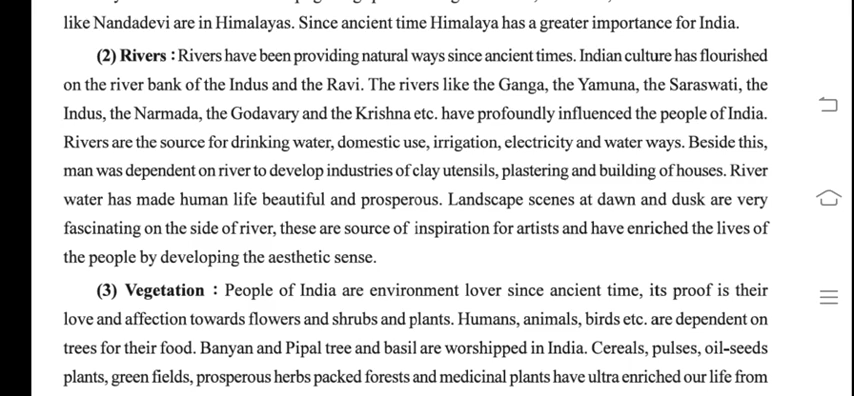 like Nandadevi are in Himalayas. Since ancient time Himalaya has a greater importance for India.
(2) Rivers : Rivers have been providing natural ways since ancient times. Indian culture has flourished
on the river bank of the Indus and the Ravi. The rivers like the Ganga, the Yamuna, the Saraswati, the
Indus, the Narmada, the Godavary and the Krishna etc. have profoundly influenced the people of India.
Rivers are the source for drinking water, domestic use, irrigation, electricity and water ways. Beside this,
man was dependent on river to develop industries of clay utensils, plastering and building of houses. River
water has made human life beautiful and prosperous. Landscape scenes at dawn and dusk are very
fascinating on the side of river, these are source of inspiration for artists and have enriched the lives of
the people by developing the aesthetic sense.
(3) Vegetation : People of India are environment lover since ancient time, its proof is their
love and affection towards flowers and shrubs and plants. Humans, animals, birds etc. are dependent on
trees for their food. Banyan and Pipal tree and basil are worshipped in India. Cereals, pulses, oil-seeds
plants, green fields, prosperous herbs packed forests and medicinal plants have ultra enriched our life from